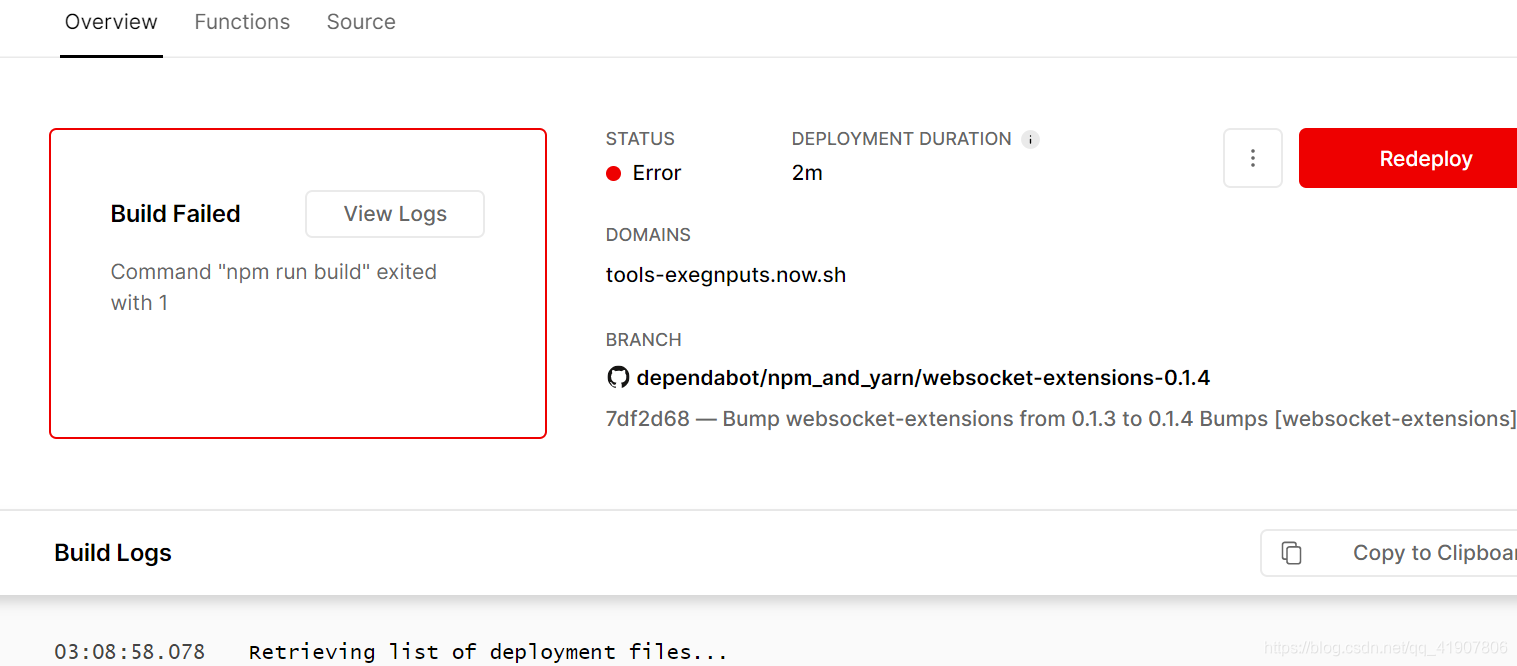 Overview Functions Source
STATUS DEPLOYMENT DURATION i
Error 2m
Redeploy
Build Failed View Logs
Command "npm run build" exited
with 1
DOMAINS
tools-exegnputs.now.sh
BRANCH
dependabot/npm_and_yarn/websocket-extensions-0.1.4
7df2d68 — Bump websocket-extensions from 0.1.3 to 0.1.4 Bumps [websocket-extensions]
Build Logs Copy to Clipboar
03:08:58.078 Retrieving list of deployment files...
https://blog.csdn.net/qq_41907806